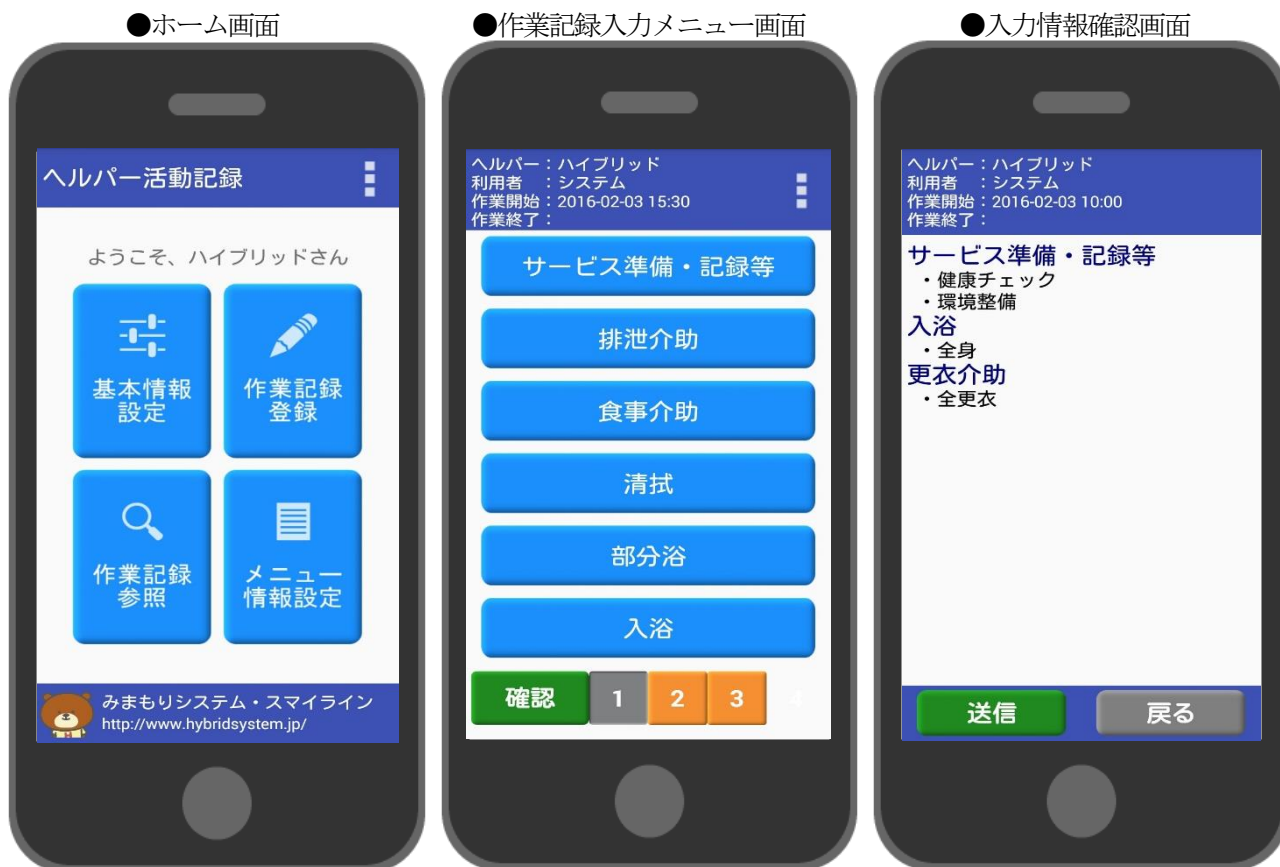 ●ホーム画面
ヘルパー活動記録
ようこそ、ハイブリッドさん
基本情報
設定
作業記録
登録
作業記録
参照
メニュー
情報設定
みまもりシステム・スマイライン
http://www.hybridsystem.jp/
●作業記録入力メニュー画面
ヘルパー：ハイブリッド
利用者　：システム
作業開始：2016-02-03 15:30
作業終了：
サービス準備・記録等
排泄介助
食事介助
清拭
部分浴
入浴
確認 1 2 3 4
●入力情報確認画面
ヘルパー：ハイブリッド
利用者　：システム
作業開始：2016-02-03 10:00
作業終了：
サービス準備・記録等
・健康チェック
・環境整備
入浴
・全身
更衣介助
・全更衣
送信 戻る